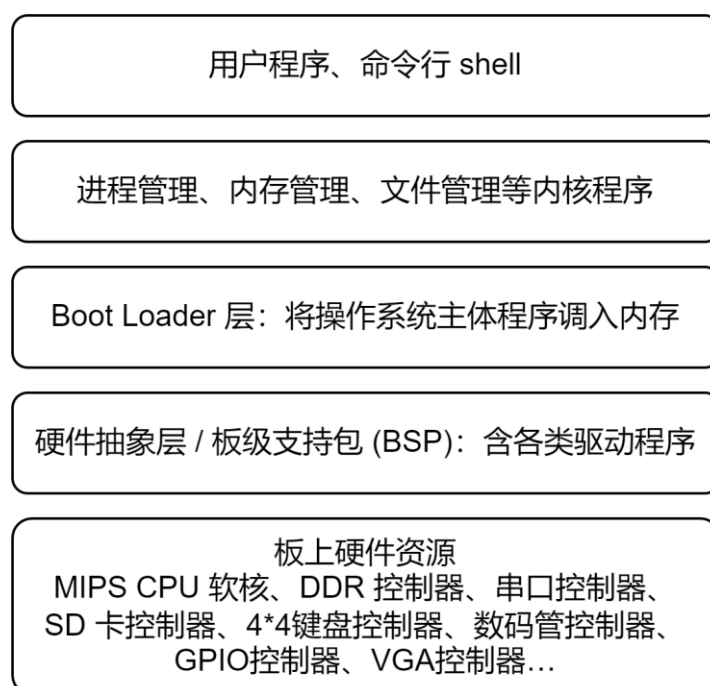 用户程序、命令行 shell
进程管理、内存管理、文件管理等内核程序
Boot Loader 层：将操作系统主体程序调入内存
硬件抽象层 / 板级支持包 (BSP)：含各类驱动程序
板上硬件资源
MIPS CPU 软核、DDR 控制器、串口控制器、
SD 卡控制器、4*4键盘控制器、数码管控制器、
GPIO控制器、VGA控制器…